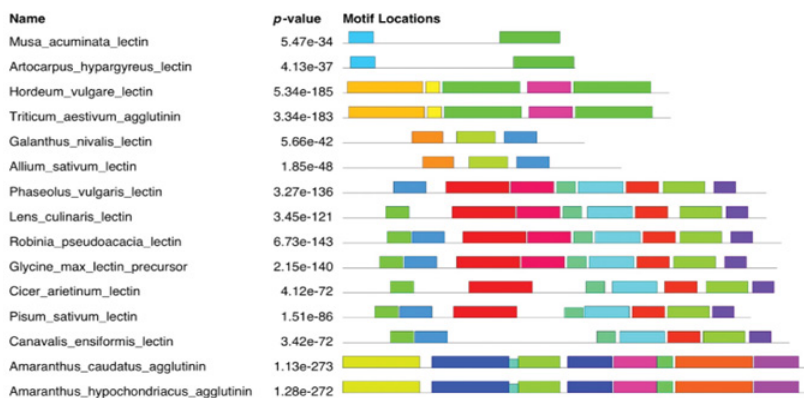 Name p-value Motif Locations
Musa_acuminata_lectin 5.47e-34
Artocarpus_hypargyreus_lectin 4.13e-37
Hordeum_vulgare_lectin 5.34e-185
Triticum_aestivum_agglutinin 3.34e-183
Galanthus_nivalis_lectin 5.66e-42
Allium_sativum_lectin 1.85e-48
Phaseolus_vulgaris_lectin 3.27e-136
Lens_culinaris_lectin 3.45e-121
Robinia_pseudoacacia_lectin 6.73e-143
Glycine_max_lectin_precursor 2.15e-140
Cicer_arietinum_lectin 4.12e-72
Pisum_sativum_lectin 1.51e-86
Canavalis_ensiformis_lectin 3.42e-72
Amaranthus_caudatus_agglutinin 1.13e-273
Amaranthus_hypochondriacus_agglutinin 1.28e-272